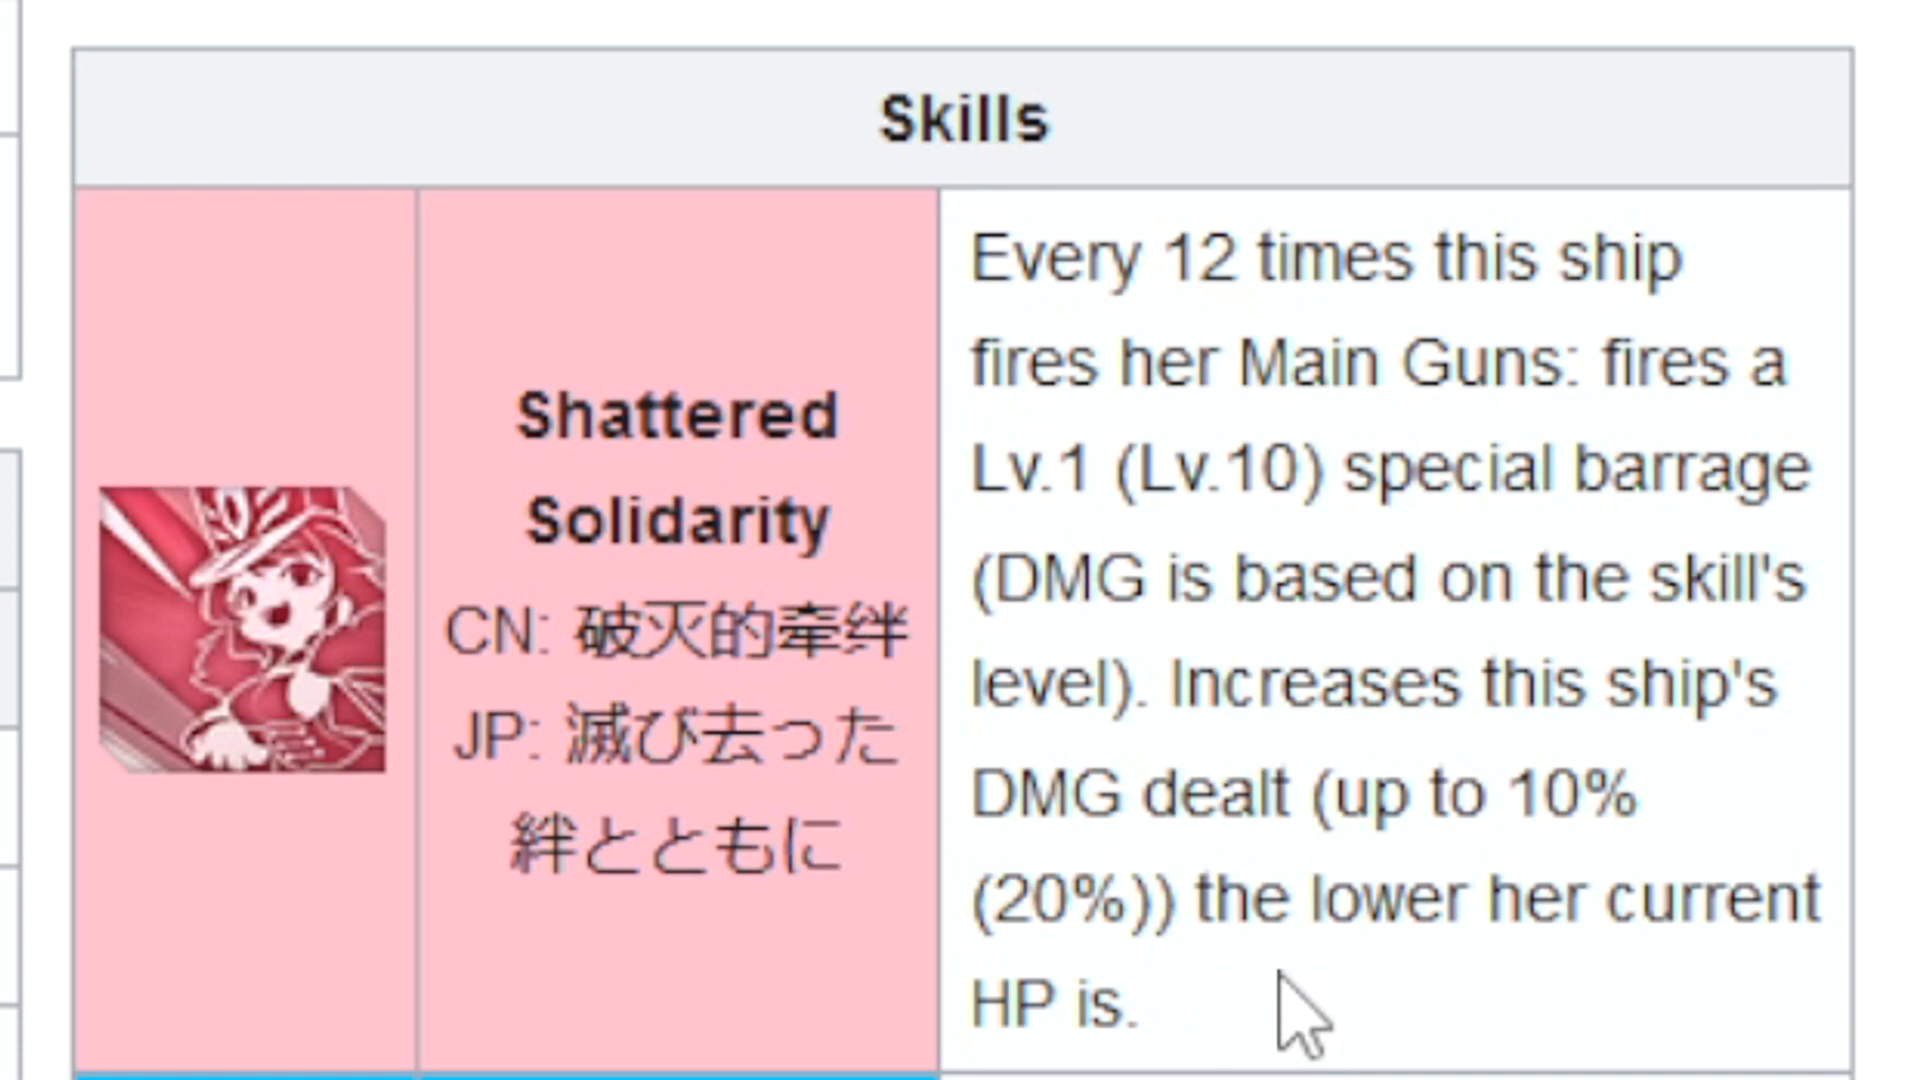 Skills
Shattered
Solidarity
CN: 破灭的牵绊
JP: 滅び去った
絆とともに
Every 12 times this ship
fires her Main Guns: fires a
Lv.1 (Lv.10) special barrage
(DMG is based on the skill's
level). Increases this ship's
DMG dealt (up to 10%
(20%)) the lower her current
HP is.